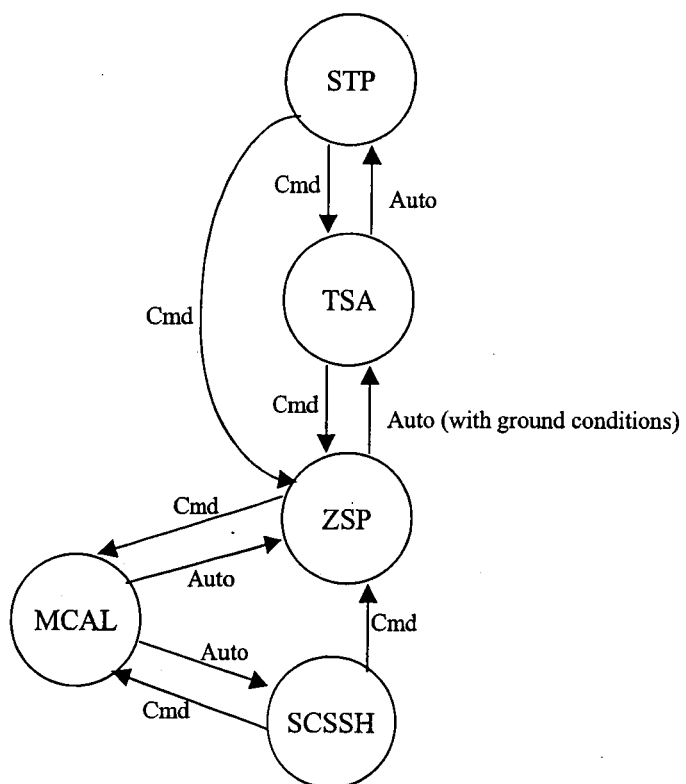 STP
Cmd
Auto
TSA
Cmd
Cmd
Auto (with ground conditions)
ZSP
Cmd
Auto
MCAL
Cmd
Auto
Cmd
SCSSH